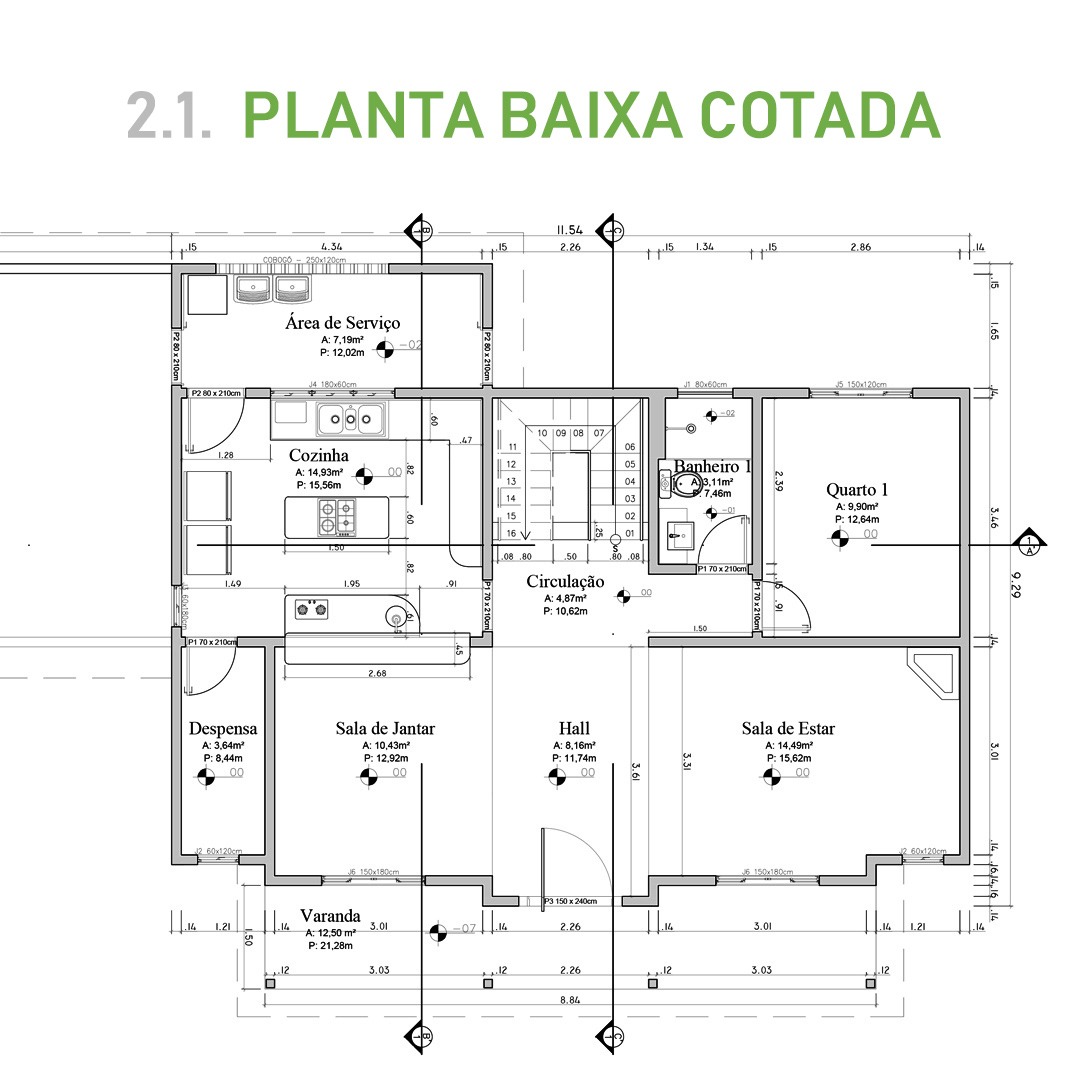 2.1. PLANTA BAIXA COTADA
B
1
C
1
11.54
.15 4.34 .15 2.26 .15 1.34 .15 2.86 .14
COBOGÓ - 250x120cm
.15
1.65
.14
3.46
9.29
.14
3.01
.14
.16
.14
.16
.14
Área de Serviço
A: 7,19m²
P: 12,02m
-02
P2 80 x 210cm
P2 80 x 210cm
P2 80 x 210cm
J4 180x60cm
J1 80x60cm
J5 150x120cm
.60
.47
1.28
Cozinha
A: 14,93m²
P: 15,56m
00
.82
.60
1.50
.82
1.49 1.95 .91
.61
J3 60x180cm
P1 70 x 210cm
P1 70 x 210cm
.45
2.68
10 09 08 07
11 06
12 05
13 04
14 03
15 02
16 01
.25
S
.08 .80 .50 .80 .08
-02
Banheiro 1
A: 3,11m²
P: 7,46m
-01
P1 70 x 210cm
2.39
Quarto 1
A: 9,90m²
P: 12,64m
00
.15
.91
P1 70 x 210cm
1
A'
Circulação
A: 4,87m²
P: 10,62m
00
1.50
Despensa
A: 3,64m²
P: 8,44m
00
Sala de Jantar
A: 10,43m²
P: 12,92m
00
Hall
A: 8,16m²
P: 11,74m
00
3.61
3.31
Sala de Estar
A: 14,49m²
P: 15,62m
00
J2 60x120cm
J6 150x180cm
P3 150 x 240cm
J6 150x180cm
J2 60x120cm
Varanda
A: 12,50 m²
P: 21,28m
-07
.14 1.21 .14 3.01 .14 2.26 .14 3.01 .14 1.21 .14
1.50
.12 3.03 .12 2.26 .12 3.03 .12
8.84
B'
1
C'
1